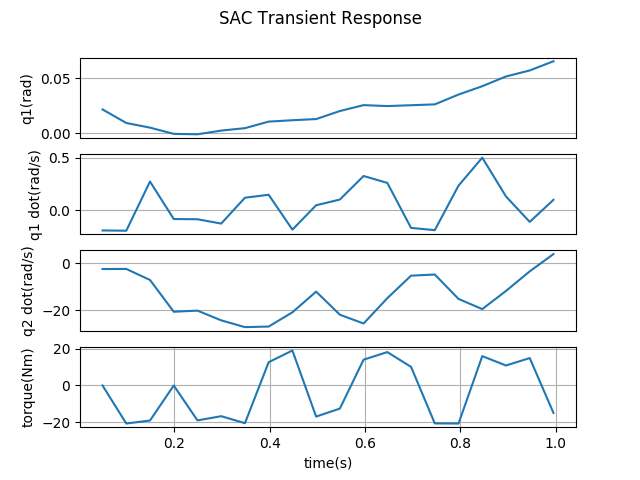 SAC Transient Response
q1(rad)
0.05
0.00
q1 dot(rad/s)
0.5
0.0
q2 dot(rad/s)
0
−20
torque(Nm)
20
0
−20
0.2 0.4 0.6 0.8 1.0
time(s)